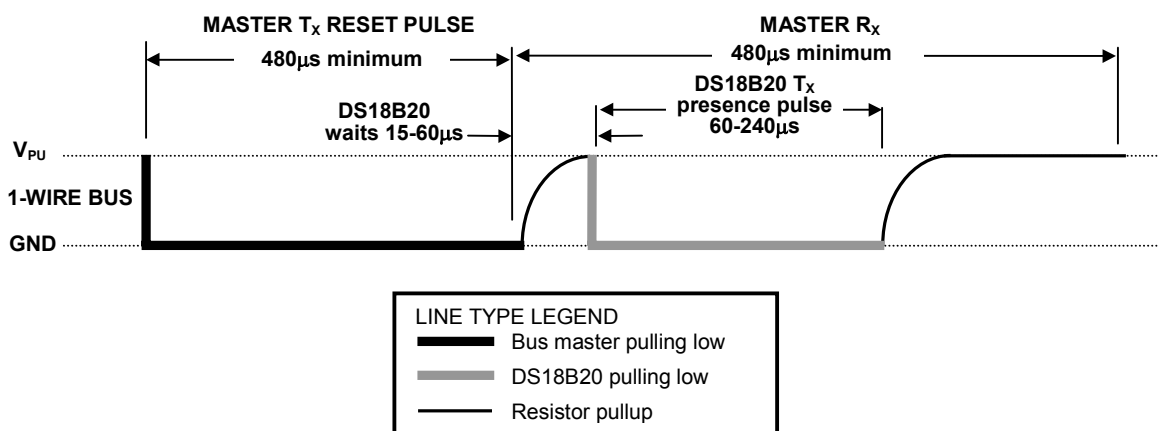 MASTER TX RESET PULSE
480µs minimum
MASTER RX
480µs minimum
DS18B20
waits 15-60µs
DS18B20 TX
presence pulse
60-240µs
VPU
1-WIRE BUS
GND
LINE TYPE LEGEND
Bus master pulling low
DS18B20 pulling low
Resistor pullup